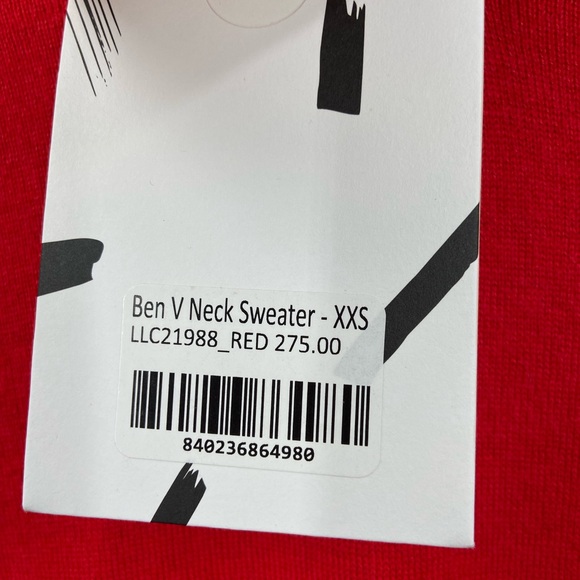 Ben V Neck Sweater - XXS
LLC21988_RED 275.00
840236864980